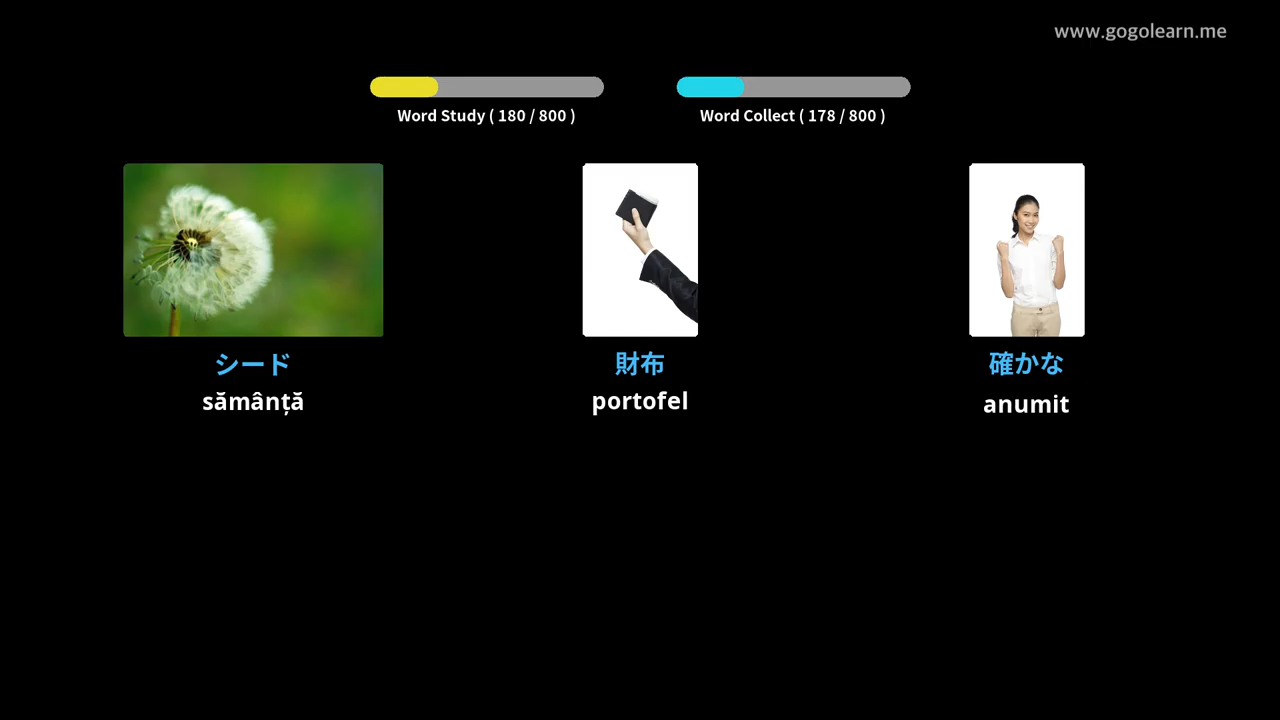 www.gogolearn.me
Word Study ( 180 / 800 )
Word Collect ( 178 / 800 )
シード
財布
確かな
sămânță
portofel
anumit